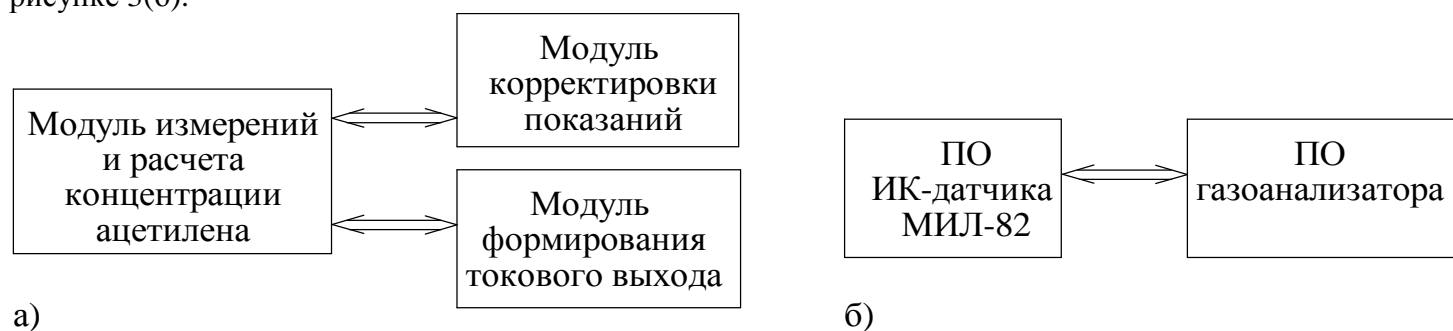 рисунке 3(б).
Модуль измерений
и расчета
концентрации
ацетилена
Модуль
корректировки
показаний
Модуль
формирования
токового выхода
а)
ПО
ИК-датчика
МИЛ-82
ПО
газоанализатора
б)